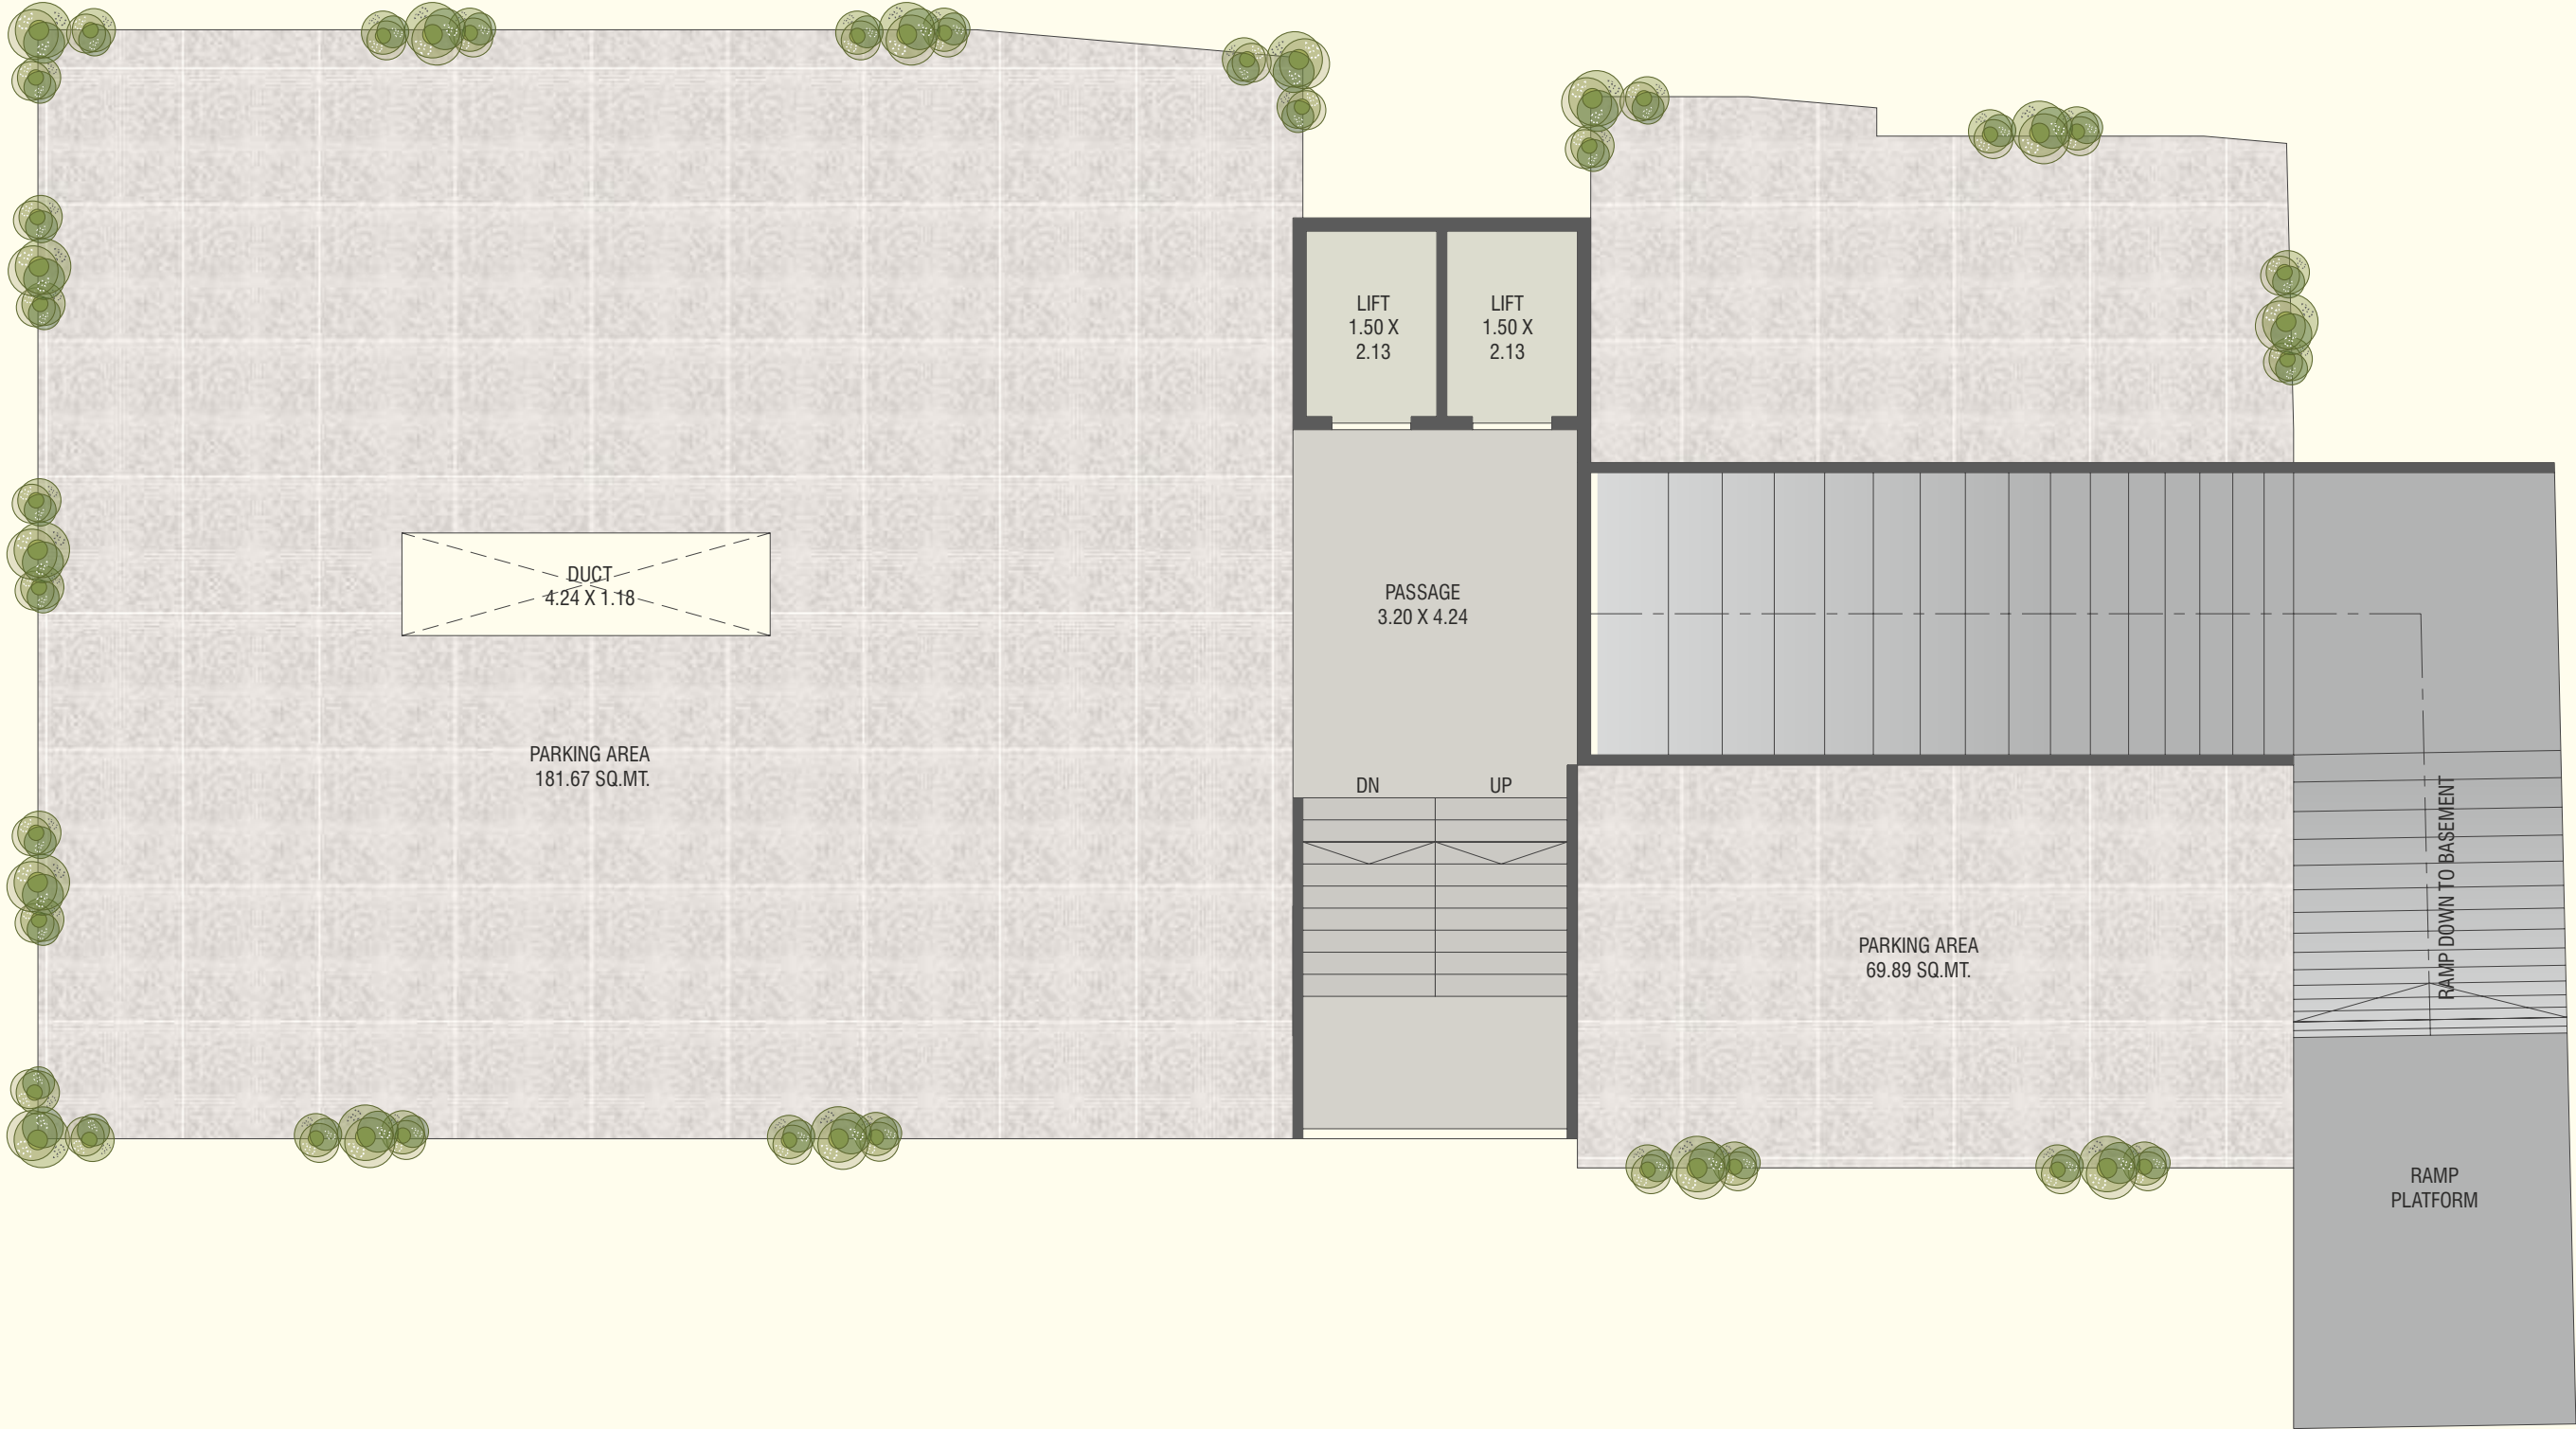 LIFT
1.50 X
2.13
LIFT
1.50 X
2.13
DUCT
4.24 X 1.18
PASSAGE
3.20 X 4.24
PARKING AREA
181.67 SQ.MT.
DN
UP
RAMP DOWN TO BASEMENT
PARKING AREA
69.89 SQ.MT.
RAMP
PLATFORM